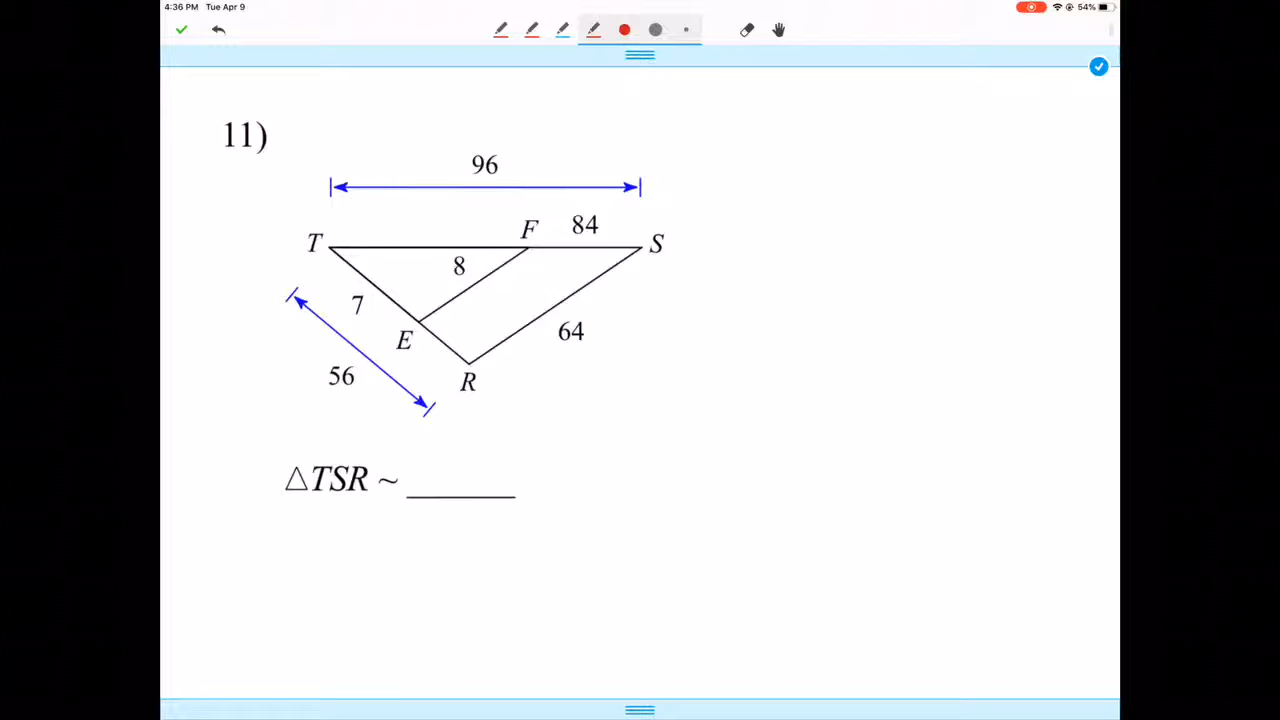 4:36 PM Tue Apr 9
54%
11)
96
T
F
84
S
8
7
E
64
56
R
△TSR ~ ______